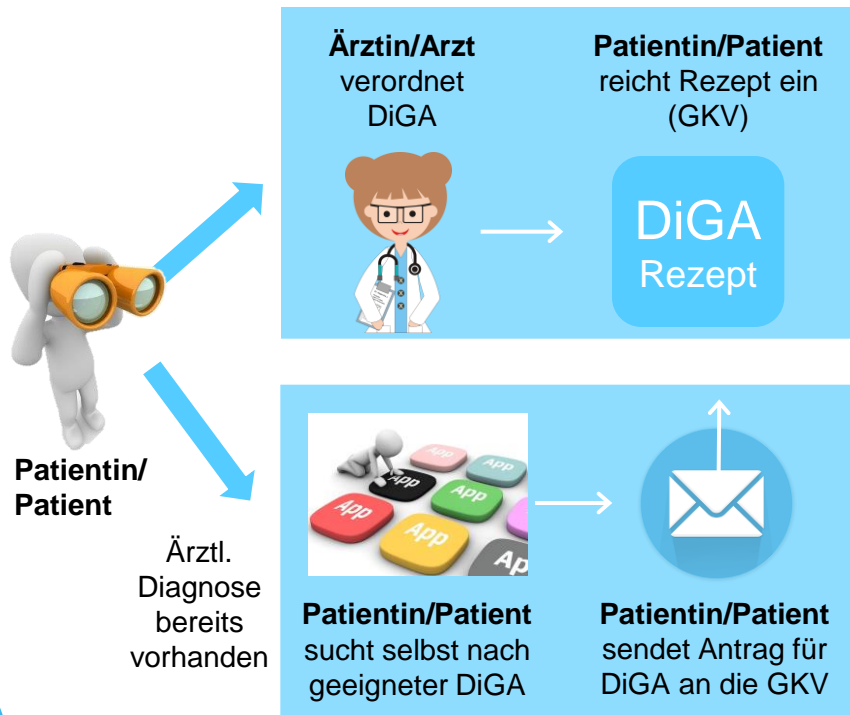 Ärztin/Arzt
verordnet
DiGA
Patientin/Patient
reicht Rezept ein
(GKV)
DiGA
Rezept
Patientin/
Patient
Ärztl.
Diagnose
bereits
vorhanden
App
App
App
App
App
App
Patientin/Patient
sucht selbst nach
geeigneter DiGA
Patientin/Patient
sendet Antrag für
DiGA an die GKV